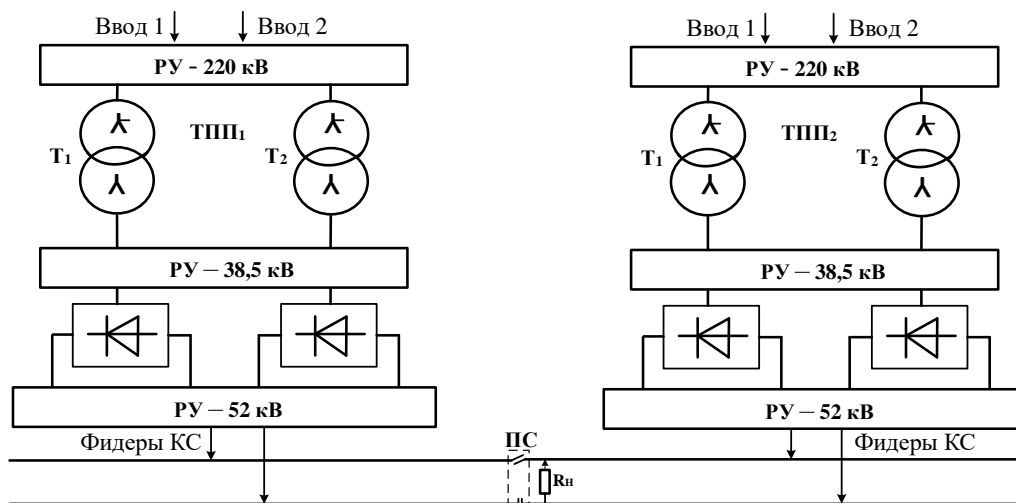 Ввод 1 Ввод 2
РУ - 220 кВ
ТПП1
Т1
Т2
РУ – 38,5 кВ
РУ – 52 кВ
Фидеры КС
ПС
Rн
Ввод 1 Ввод 2
РУ - 220 кВ
ТПП2
Т1
Т2
РУ – 38,5 кВ
РУ – 52 кВ
Фидеры КС